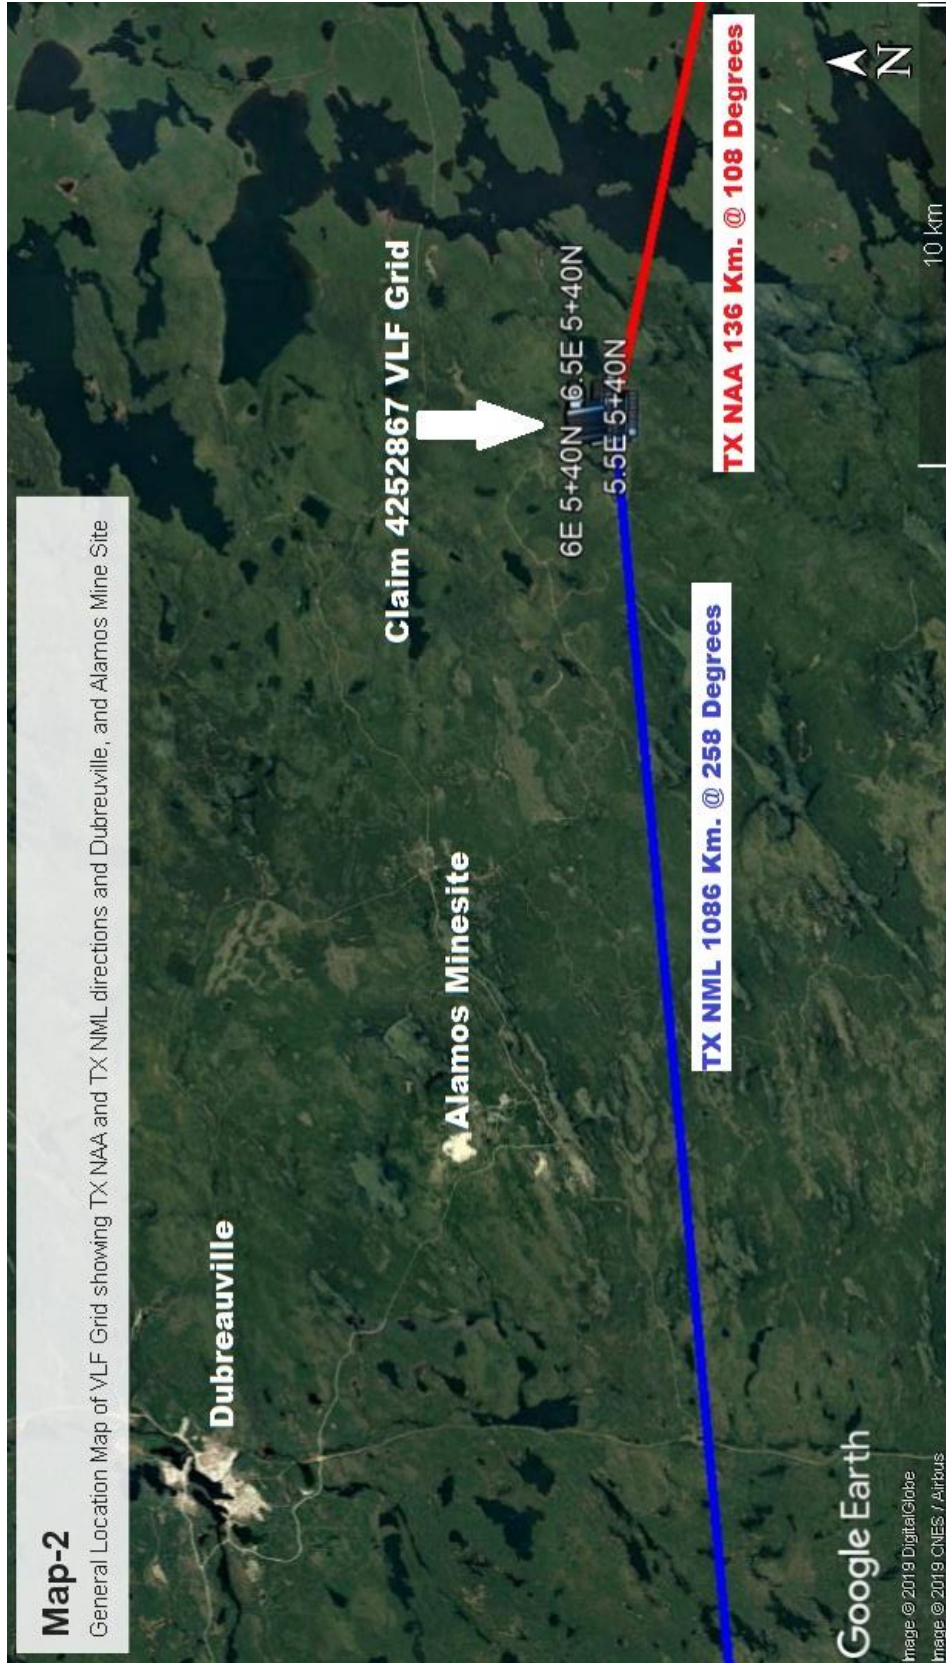 Map-2
General Location Map of VLF Grid showing TX NAA and TX NML directions and Dubreuville, and Alamos Mine Site
Dubreauville
Claim 4252867 VLF Grid
Alamos Minesite
6E 5+40N 6.5E 5+40N
5.5E 5+40N
TX NML 1086 Km. @ 258 Degrees
TX NAA 136 Km. @ 108 Degrees
Google Earth
Image © 2019 DigitalGlobe
Image © 2019 CNES / Airbus
N
10 km